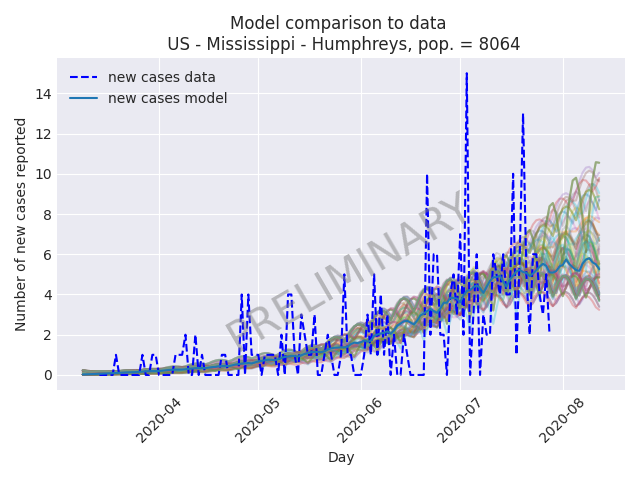 Model comparison to data
US - Mississippi - Humphreys, pop. = 8064
new cases data
new cases model
Number of new cases reported
14
12
10
8
6
4
2
0
PRELIMINARY
2020-04
2020-05
2020-06
2020-07
2020-08
Day